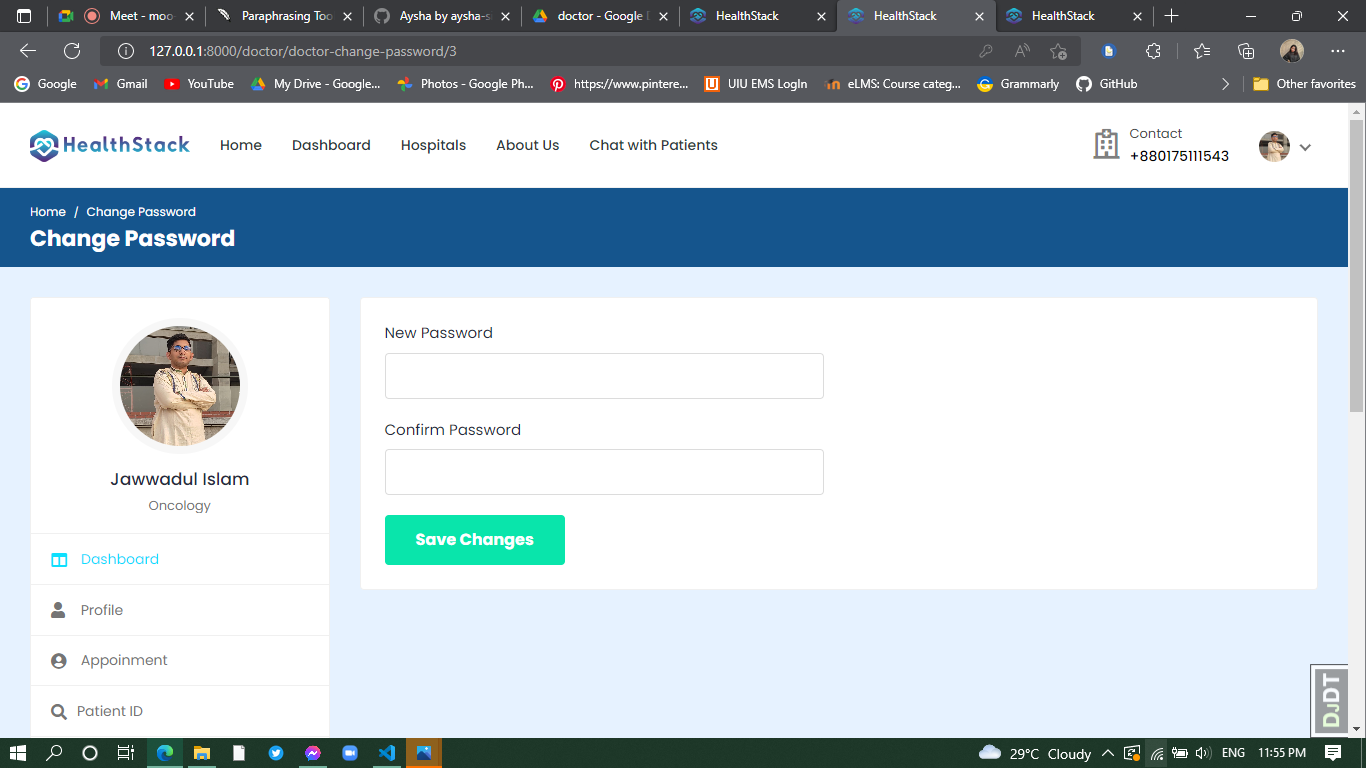 Meet - moo
Paraphrasing Too
Aysha by aysha-s
doctor - Google D
HealthStack
HealthStack
HealthStack
127.0.0.1:8000/doctor/doctor-change-password/3
Google
Gmail
YouTube
My Drive - Google...
Photos - Google Ph...
https://www.pintere...
UIU EMS LogIn
eLMS: Course categ...
Grammarly
GitHub
Other favorites
HealthStack
Home
Dashboard
Hospitals
About Us
Chat with Patients
Contact
+880175111543
Home / Change Password
Change Password
Jawwadul Islam
Oncology
Dashboard
Profile
Appoinment
Patient ID
New Password
Confirm Password
Save Changes
DJDT
29°C Cloudy
ENG
11:55 PM